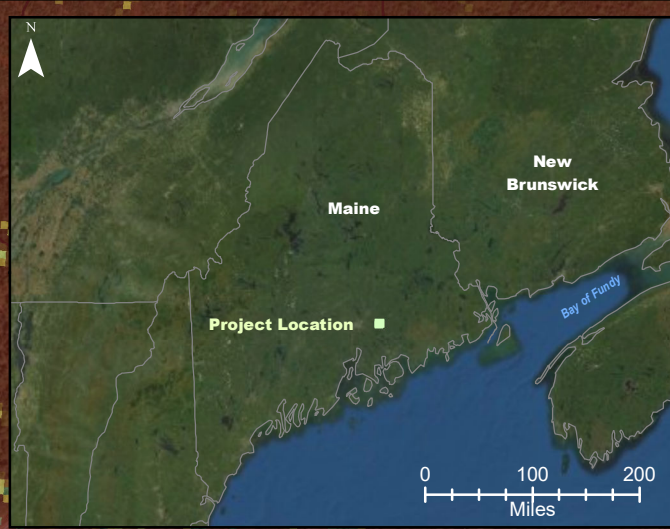 N
New
Brunswick
Maine
Bay of Fundy
Project Location
0 100 200
Miles